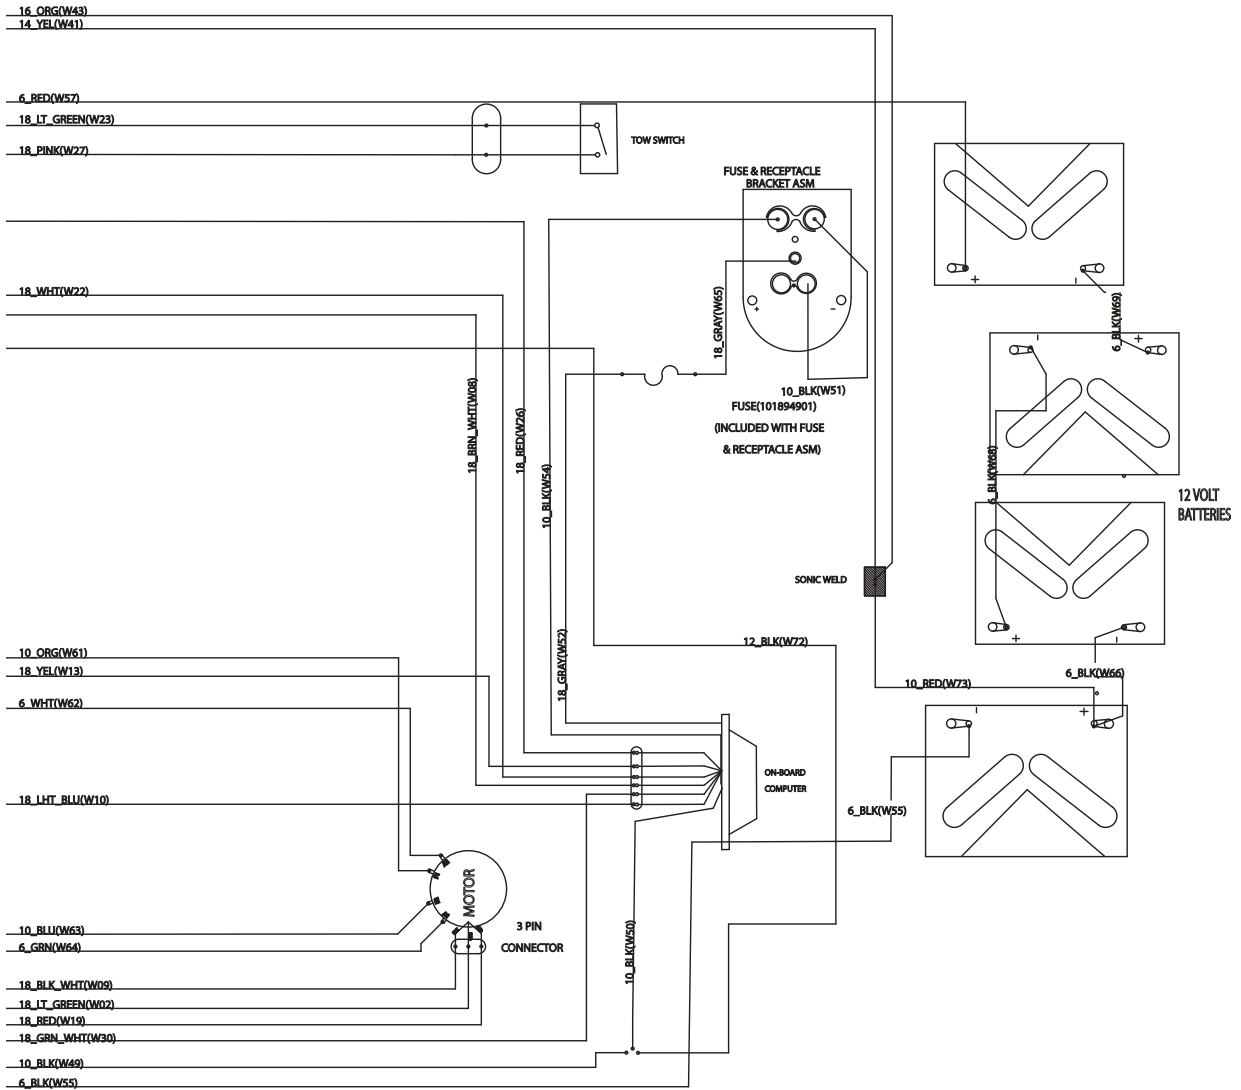 16_ORG(W43)
14_YEL(W41)
6_RED(W57)
18_LT_GREEN(W23)
18_PINK(W27)
TOW SWITCH
FUSE & RECEPTACLE
BRACKET ASM
+
-
+
-
18_WHT(W22)
18_GRAY(W65)
6_BLK(W69)
-
+
10_BLK(W51)
FUSE(101894901)
(INCLUDED WITH FUSE
& RECEPTACLE ASM)
18_BRN_WHT(W08)
18_RED(W26)
10_BLK(W54)
6_BLK(W68)
12 VOLT
BATTERIES
SONIC WELD
+
-
10_ORG(W61)
18_YEL(W13)
6_WHT(W62)
18_GRAY(W52)
12_BLK(W72)
6_BLK(W66)
10_RED(W73)
-
+
ON-BOARD
COMPUTER
18_LHT_BLU(W10)
6_BLK(W55)
MOTOR
3 PIN
CONNECTOR
10_BLU(W63)
6_GRN(W64)
10_BLK(W50)
18_BLK_WHT(W09)
18_LT_GREEN(W02)
18_RED(W19)
18_GRN_WHT(W30)
10_BLK(W49)
6_BLK(W55)